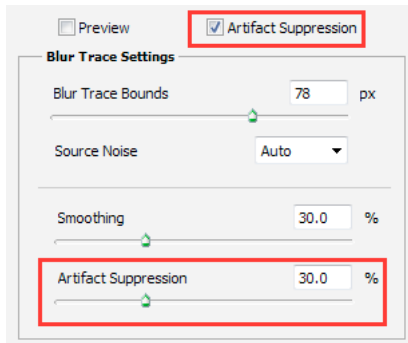 Preview Artifact Suppression
Blur Trace Settings
Blur Trace Bounds 78 px
Source Noise Auto
Smoothing 30.0 %
Artifact Suppression 30.0 %